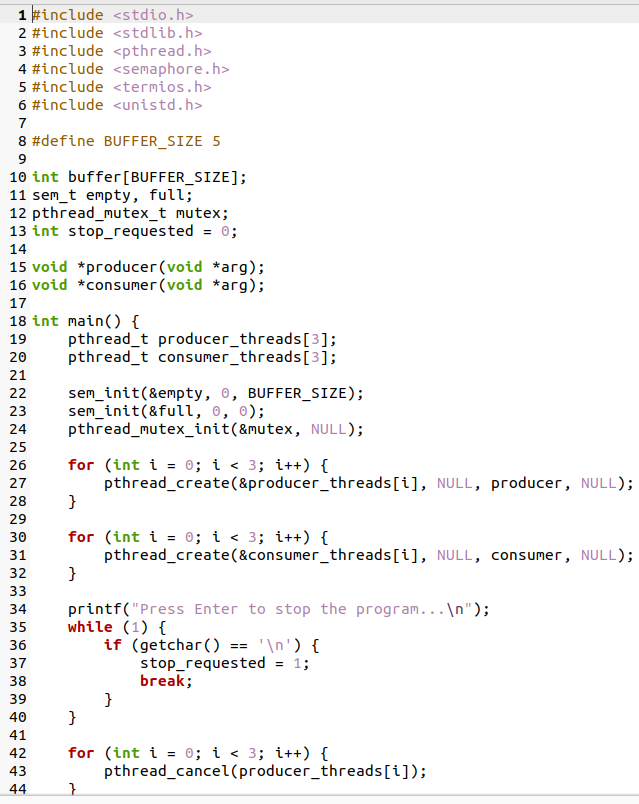 1 #include <stdio.h>
2 #include <stdlib.h>
3 #include <pthread.h>
4 #include <semaphore.h>
5 #include <termios.h>
6 #include <unistd.h>
7
8 #define BUFFER_SIZE 5
9
10 int buffer[BUFFER_SIZE];
11 sem_t empty, full;
12 pthread_mutex_t mutex;
13 int stop_requested = 0;
14
15 void *producer(void *arg);
16 void *consumer(void *arg);
17
18 int main() {
19     pthread_t producer_threads[3];
20     pthread_t consumer_threads[3];
21
22     sem_init(&empty, 0, BUFFER_SIZE);
23     sem_init(&full, 0, 0);
24     pthread_mutex_init(&mutex, NULL);
25
26     for (int i = 0; i < 3; i++) {
27         pthread_create(&producer_threads[i], NULL, producer, NULL);
28     }
29
30     for (int i = 0; i < 3; i++) {
31         pthread_create(&consumer_threads[i], NULL, consumer, NULL);
32     }
33
34     printf("Press Enter to stop the program...\n");
35     while (1) {
36         if (getchar() == '\n') {
37             stop_requested = 1;
38             break;
39         }
40     }
41
42     for (int i = 0; i < 3; i++) {
43         pthread_cancel(producer_threads[i]);
44     }